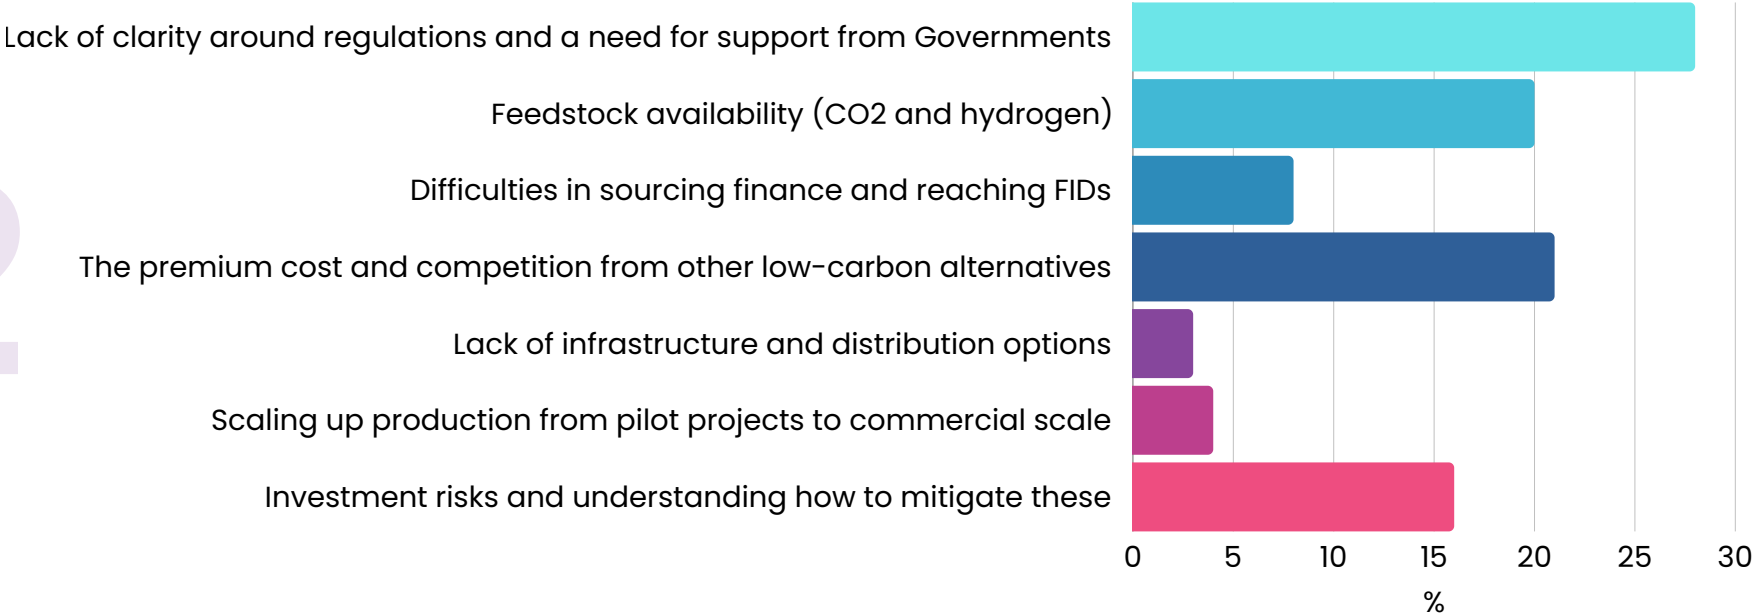 Lack of clarity around regulations and a need for support from Governments
Feedstock availability (CO2 and hydrogen)
Difficulties in sourcing finance and reaching FIDs
The premium cost and competition from other low-carbon alternatives
Lack of infrastructure and distribution options
Scaling up production from pilot projects to commercial scale
Investment risks and understanding how to mitigate these
0 5 10 15 20 25 30
%